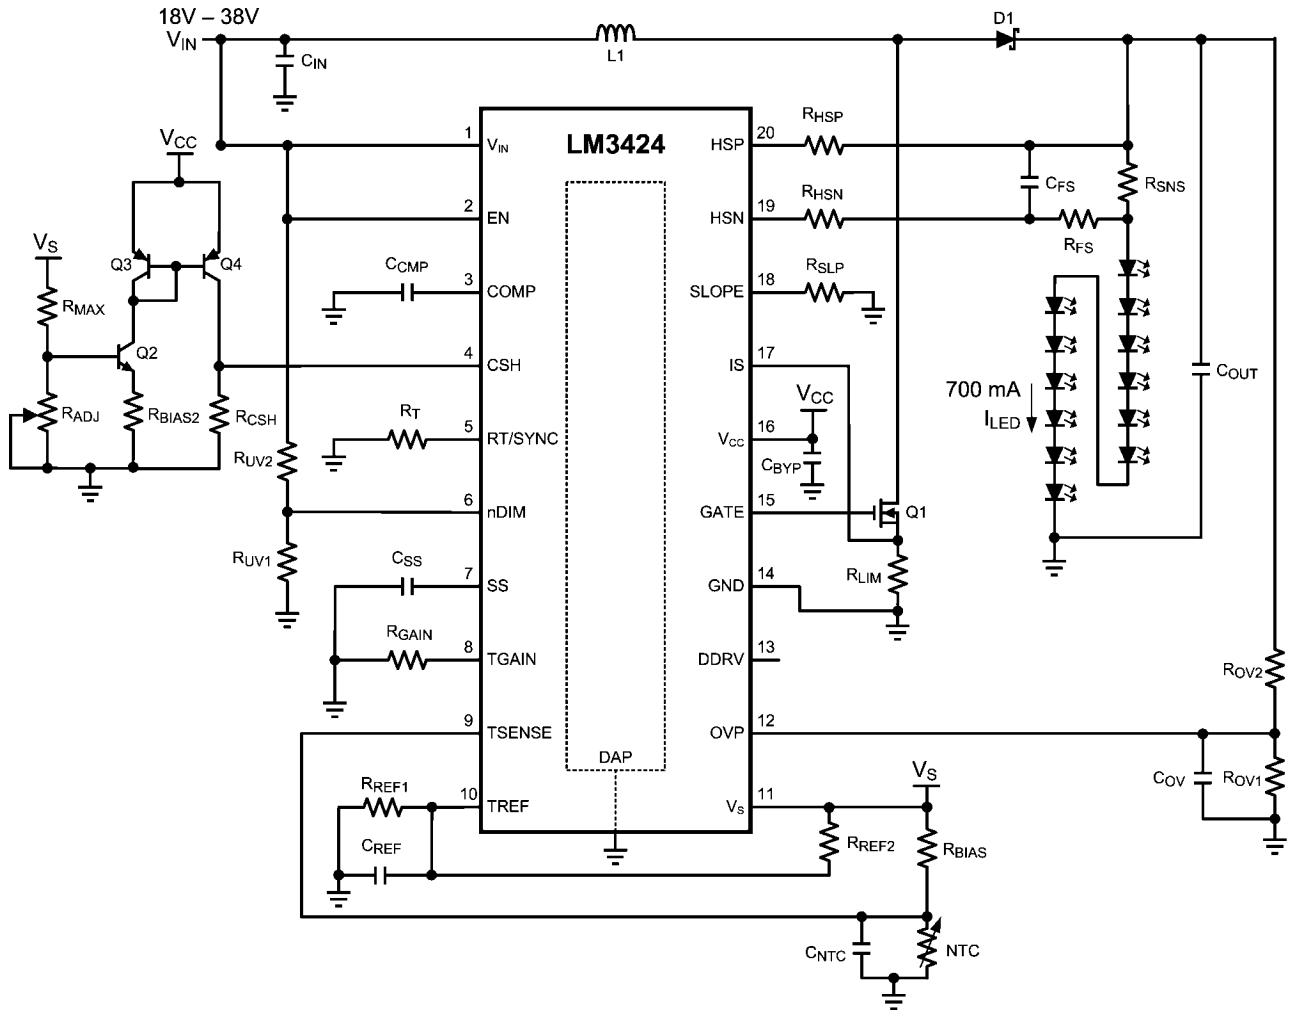 18V – 38V
VIN
D1
CIN
L1
LM3424
VCC
1 VIN
HSP 20
RHSP
CFS
RSNS
2 EN
HSN 19
RHSN
RFS
VS
Q3
Q4
CCMP
3 COMP
SLOPE 18
RSLP
RMAX
Q2
4 CSH
IS 17
COUT
700 mA
ILED
RADJ
RBIAS2
RCSH
RT
5 RT/SYNC
VCC 16
VCC
CBYP
RUV2
6 nDIM
GATE 15
Q1
RUV1
CSS
7 SS
GND 14
RLIM
RGAIN
8 TGAIN
DDRV 13
ROV2
9 TSENSE
OVP 12
DAP
COV
ROV1
RREF1
10 TREF
VS 11
VS
CREF
RREF2
RBIAS
CNTC
NTC